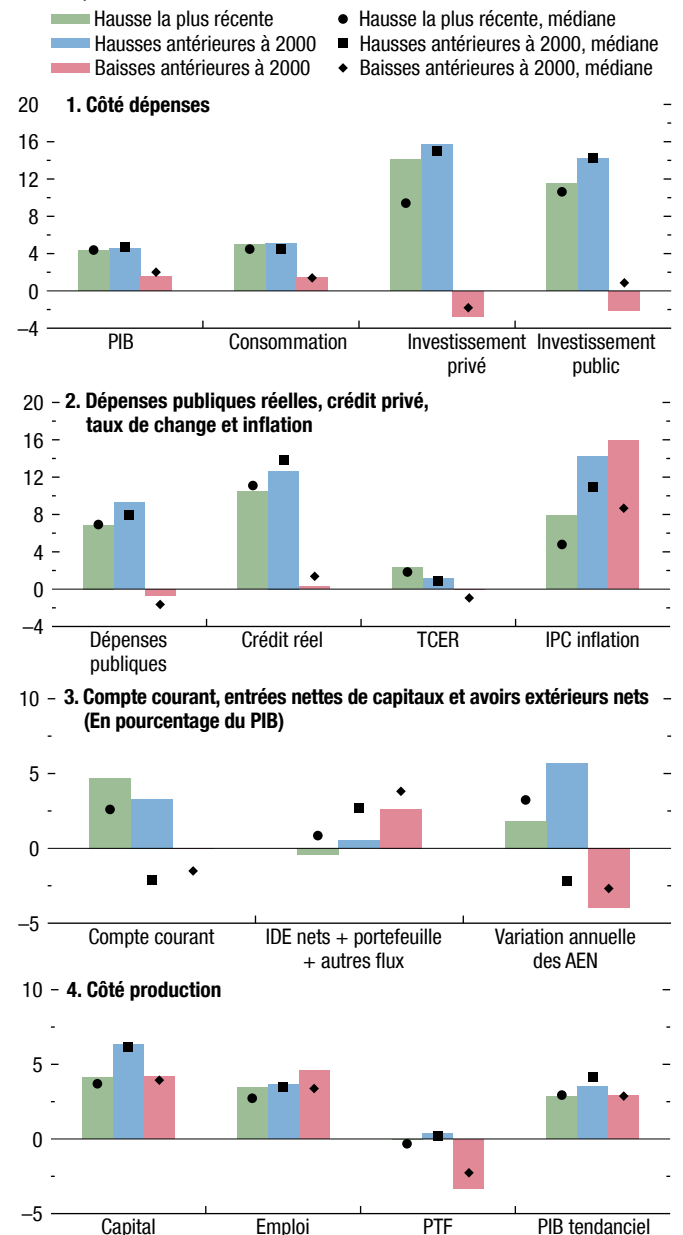 Hausse la plus récente
Hausse la plus récente, médiane
Hausses antérieures à 2000
Hausses antérieures à 2000, médiane
Baisses antérieures à 2000
Baisses antérieures à 2000, médiane
1. Côté dépenses
20
16
12
8
4
0
–4
PIB
Consommation
Investissement privé
Investissement public
2. Dépenses publiques réelles, crédit privé,
taux de change et inflation
20
16
12
8
4
0
–4
Dépenses publiques
Crédit réel
TCER
IPC inflation
3. Compte courant, entrées nettes de capitaux et avoirs extérieurs nets
(En pourcentage du PIB)
10
5
0
–5
Compte courant
IDE nets + portefeuille + autres flux
Variation annuelle des AEN
4. Côté production
10
5
0
–5
Capital
Emploi
PTF
PIB tendanciel